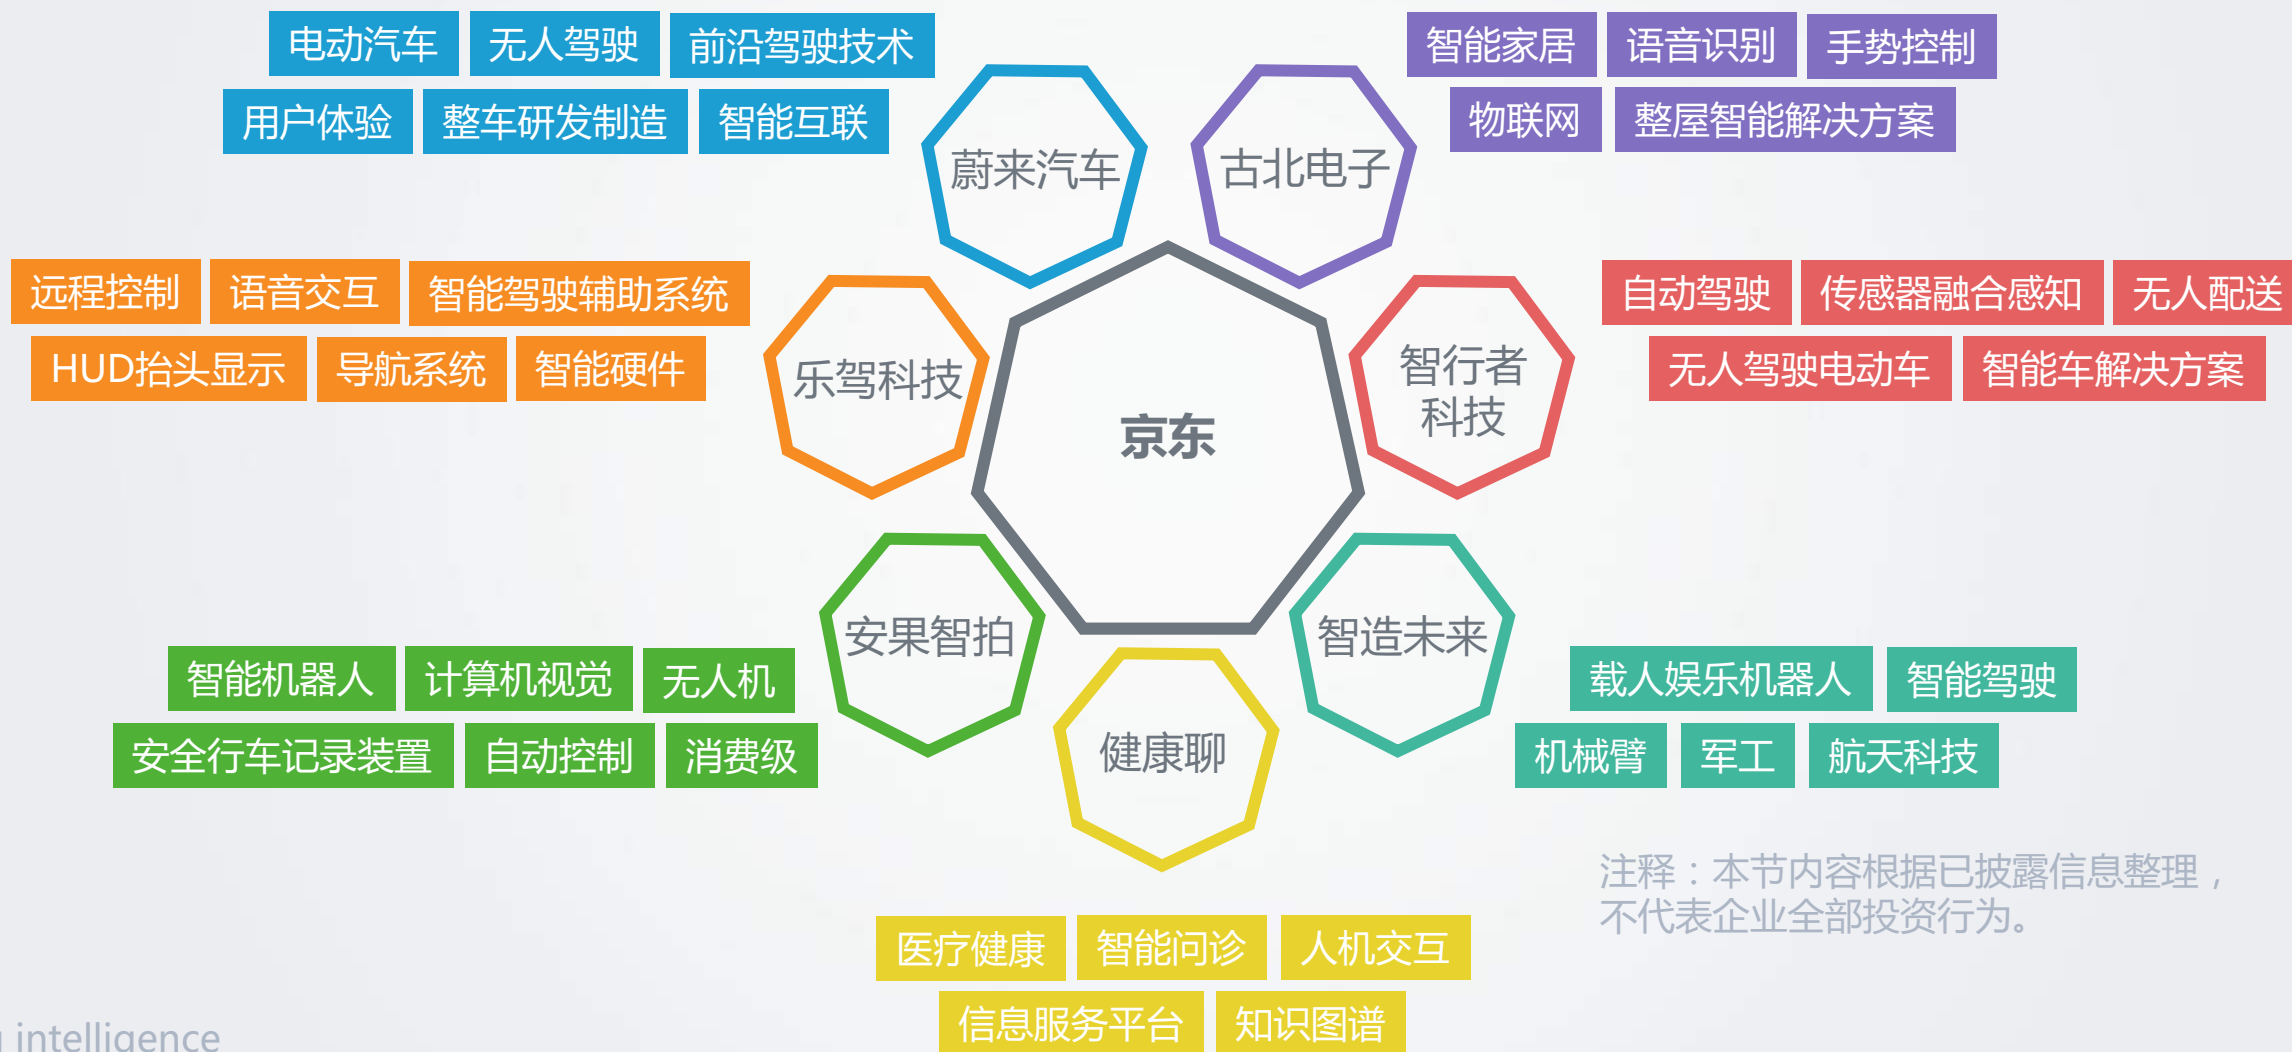 电动汽车 无人驾驶 前沿驾驶技术
用户体验 整车研发制造 智能互联
蔚来汽车
智能家居 语音识别 手势控制
物联网 整屋智能解决方案
古北电子
远程控制 语音交互 智能驾驶辅助系统
HUD抬头显示 导航系统 智能硬件
乐驾科技
自动驾驶 传感器融合感知 无人配送
无人驾驶电动车 智能车解决方案
智行者
科技
京东
安果智拍
智能机器人 计算机视觉 无人机
安全行车记录装置 自动控制 消费级
智造未来
载人娱乐机器人 智能驾驶
机械臂 军工 航天科技
健康聊
医疗健康 智能问诊 人机交互
信息服务平台 知识图谱
注释：本节内容根据已披露信息整理，
不代表企业全部投资行为。
intelligence